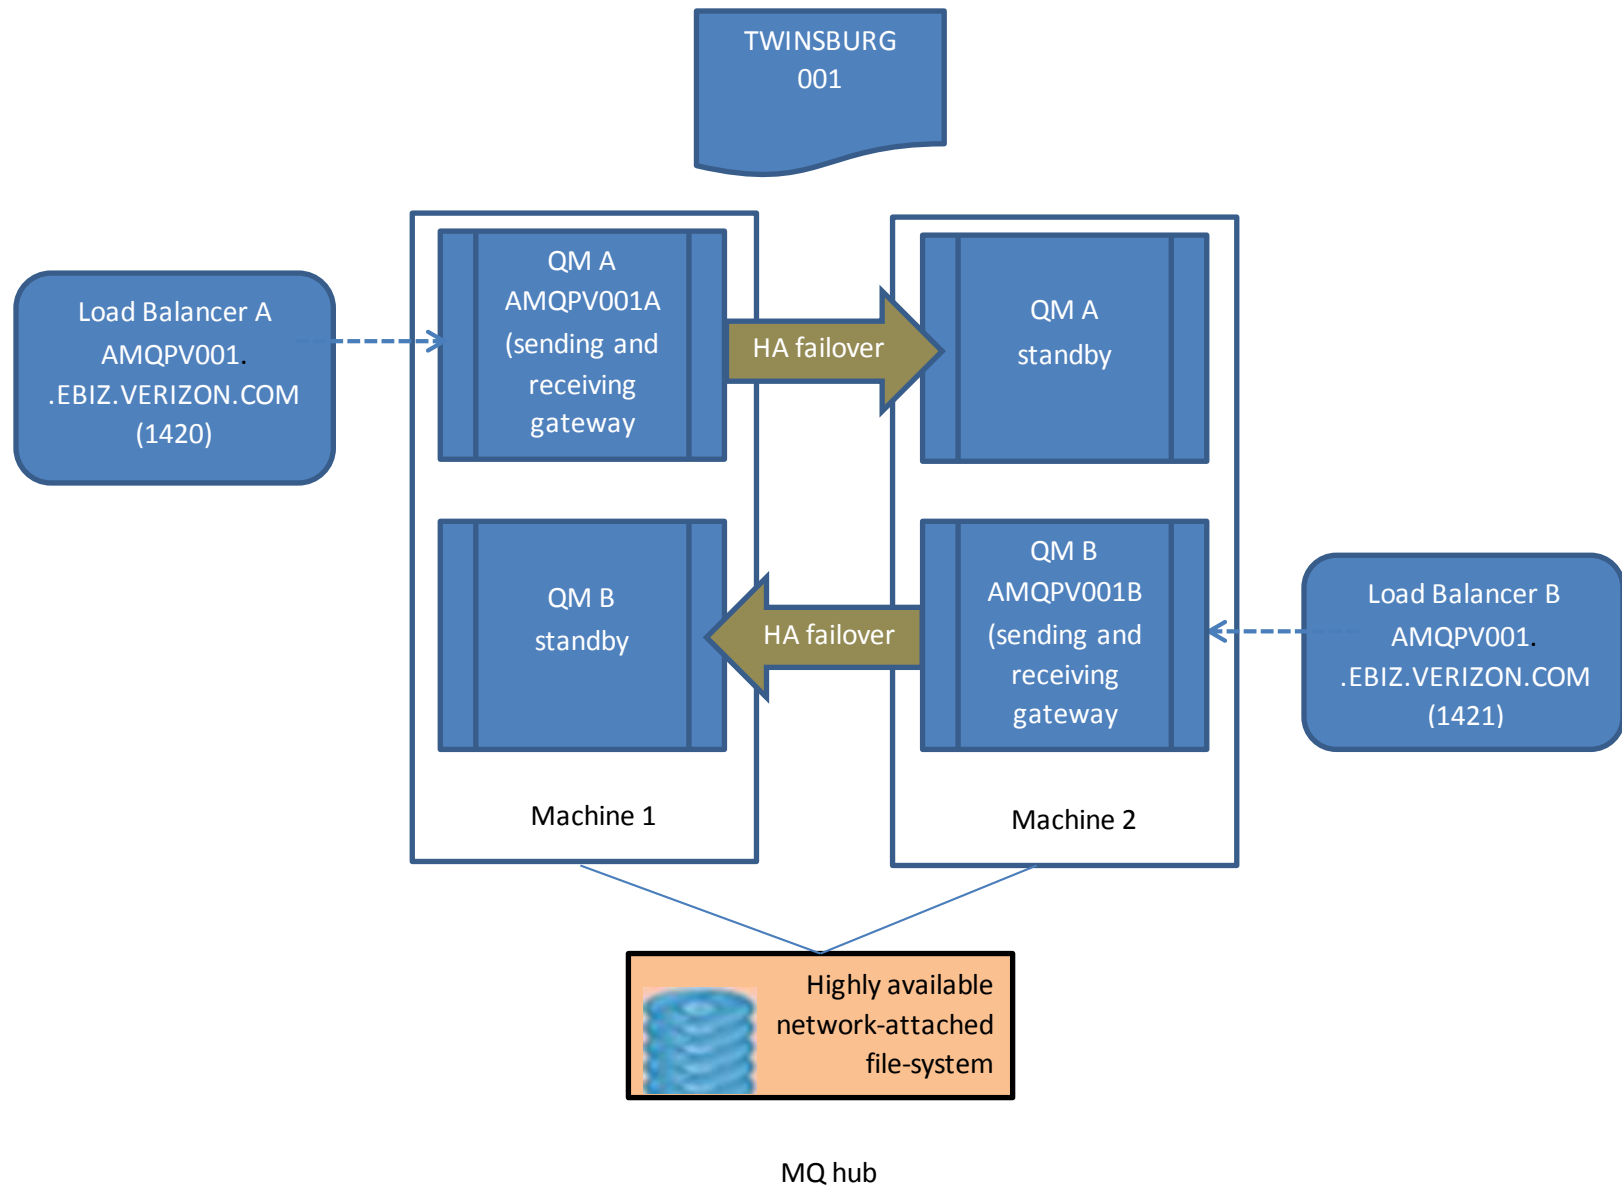 TWINSBURG
001
Load Balancer A
AMQPV001.
.EBIZ.VERIZON.COM
(1420)
QM A
AMQPV001A
(sending and
receiving
gateway
HA failover
QM A
standby
QM B
standby
HA failover
QM B
AMQPV001B
(sending and
receiving
gateway
Load Balancer B
AMQPV001.
.EBIZ.VERIZON.COM
(1421)
Machine 1
Machine 2
Highly available
network-attached
file-system
MQ hub